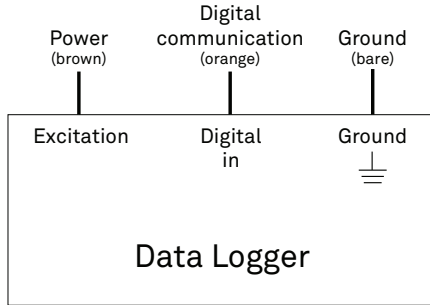 Power
(brown)
Digital
communication
(orange)
Ground
(bare)
Excitation
Digital
in
Ground
Data Logger